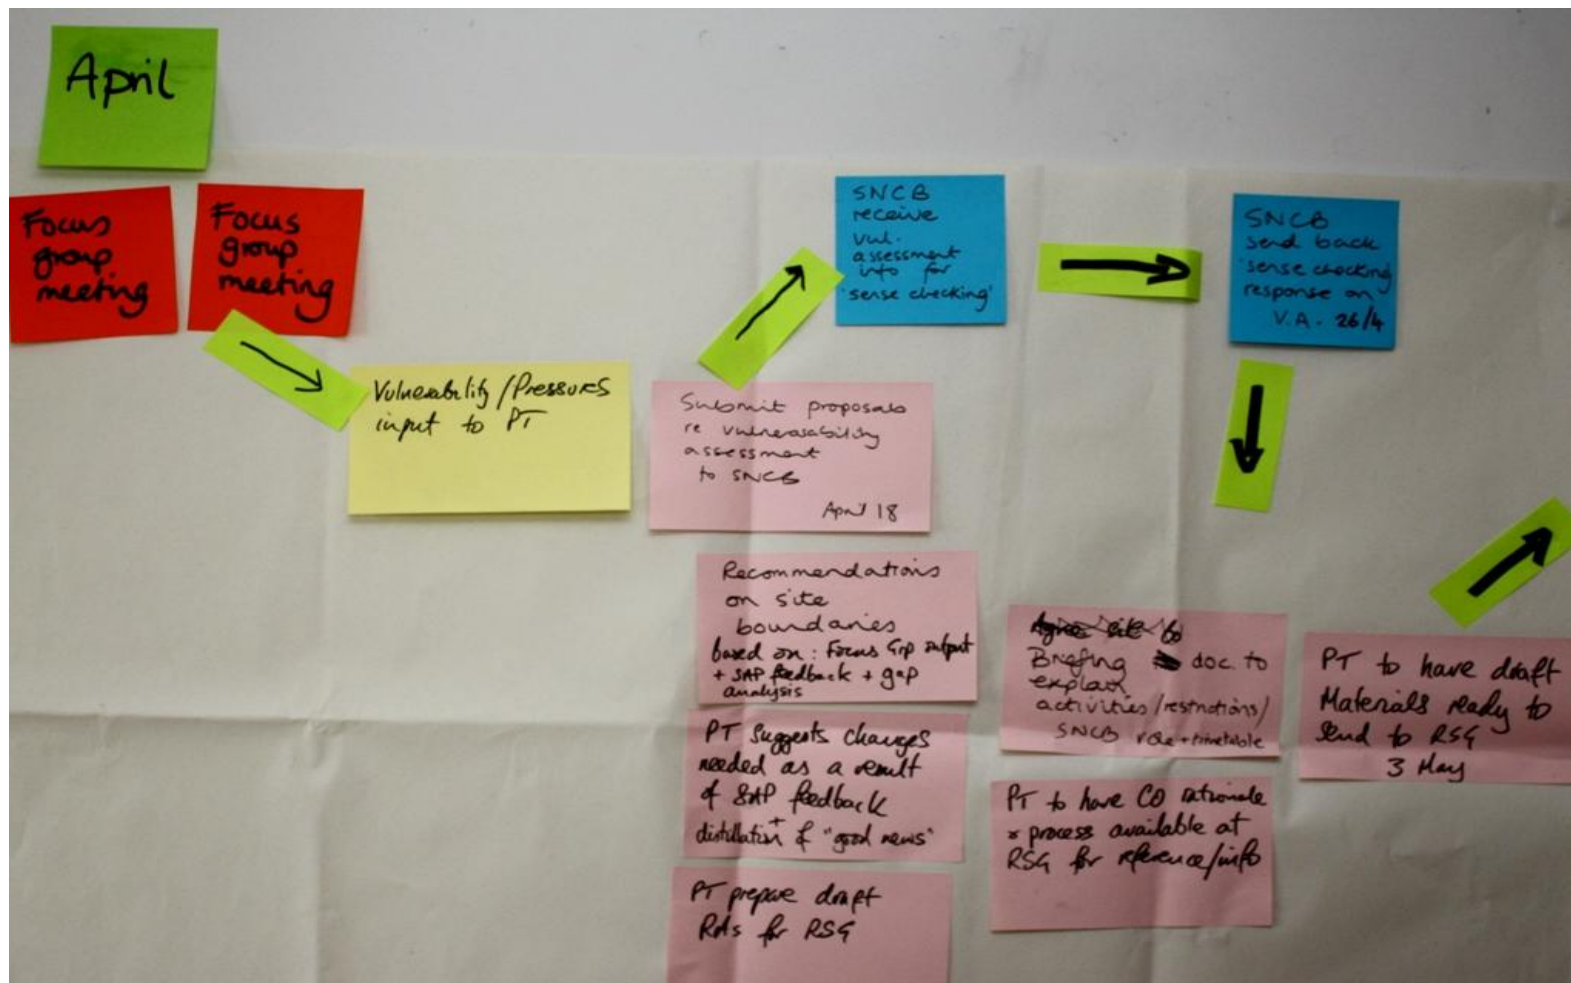 April
Focus
group
meeting
Focus
group
meeting
Vulnerability/Pressures
input to PT
Submit proposals
re vulnerasability
assessment
to SNCB
April 18
SNCB
receive
vul.
assessment
info for
'sense checking'
SNCB
send back
'sense checking'
response on
V.A. 26/4
Recommendations
on site
boundaries
based on: Focus Grp output
+ SAP feedback + gap
analysis
PT suggests changes
needed as a result
of SAP feedback
+
distillation of "good news"
PT prepare draft
for RSG
Briefing doc. to
explain
activities/restrictions/
SNCB role + timetable
PT to have CO rationale
process available at
RSG for reference/info
PT to have draft
Materials ready to
Send to RSG
3 May